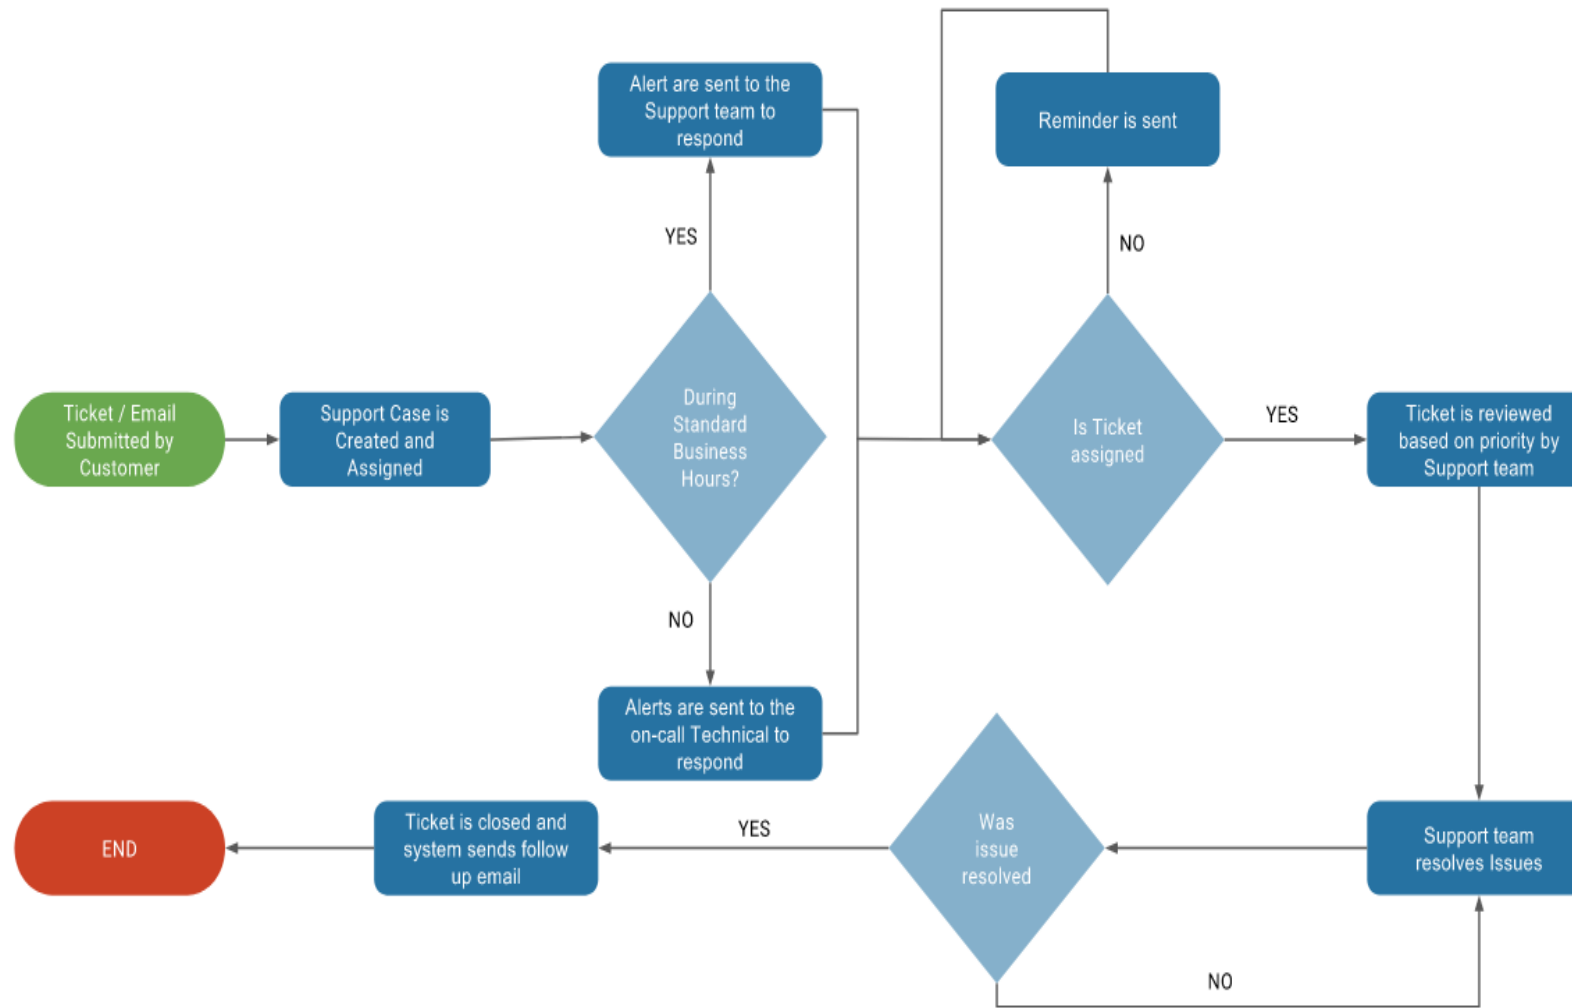 Ticket / Email
Submitted by
Customer
Support Case is
Created and
Assigned
During
Standard
Business
Hours?
YES
Alert are sent to the
Support team to
respond
NO
Alerts are sent to the
on-call Technical to
respond
Is Ticket
assigned
NO
Reminder is sent
YES
Ticket is reviewed
based on priority by
Support team
Support team
resolves Issues
Was
issue
resolved
NO
YES
Ticket is closed and
system sends follow
up email
END